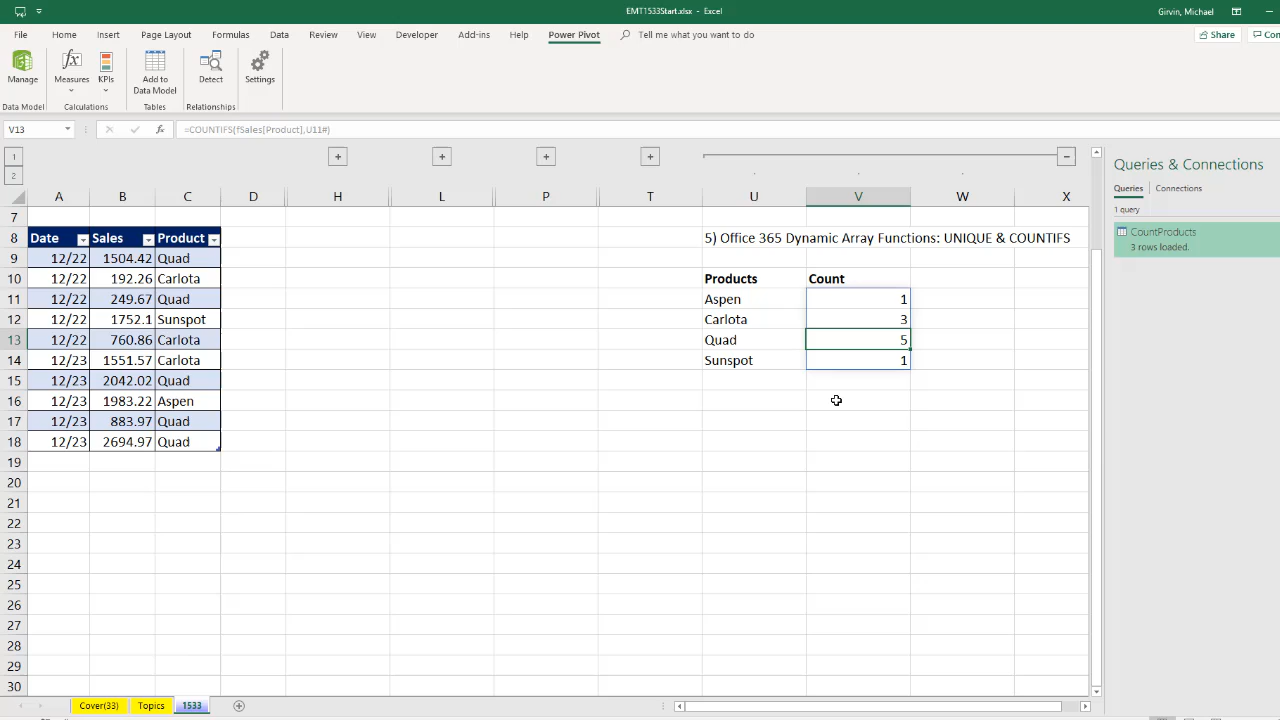 EMT1533Start.xlsx - Excel
Girvin, Michael
File Home Insert Page Layout Formulas Data Review View Developer Add-ins Help Power Pivot Tell me what you want to do Share
Manage Measures KPIs Add to Data Model Detect Settings
Data Model Calculations Tables Relationships
V13 fx =COUNTIFS(fSales[Product],U11#)
1
2
A B C D H L P T U V W X
7
8 Date Sales Product 5) Office 365 Dynamic Array Functions: UNIQUE & COUNTIFS
9 12/22 1504.42 Quad
10 12/22 192.26 Carlota Products Count
11 12/22 249.67 Quad Aspen 1
12 12/22 1752.1 Sunspot Carlota 3
13 12/22 760.86 Carlota Quad 5
14 12/23 1551.57 Carlota Sunspot 1
15 12/23 2042.02 Quad
16 12/23 1983.22 Aspen
17 12/23 883.97 Quad
18 12/23 2694.97 Quad
19
20
21
22
23
24
25
26
27
28
29
30
Queries & Connections
Queries Connections
1 query
CountProducts
3 rows loaded.
Cover(33) Topics 1533